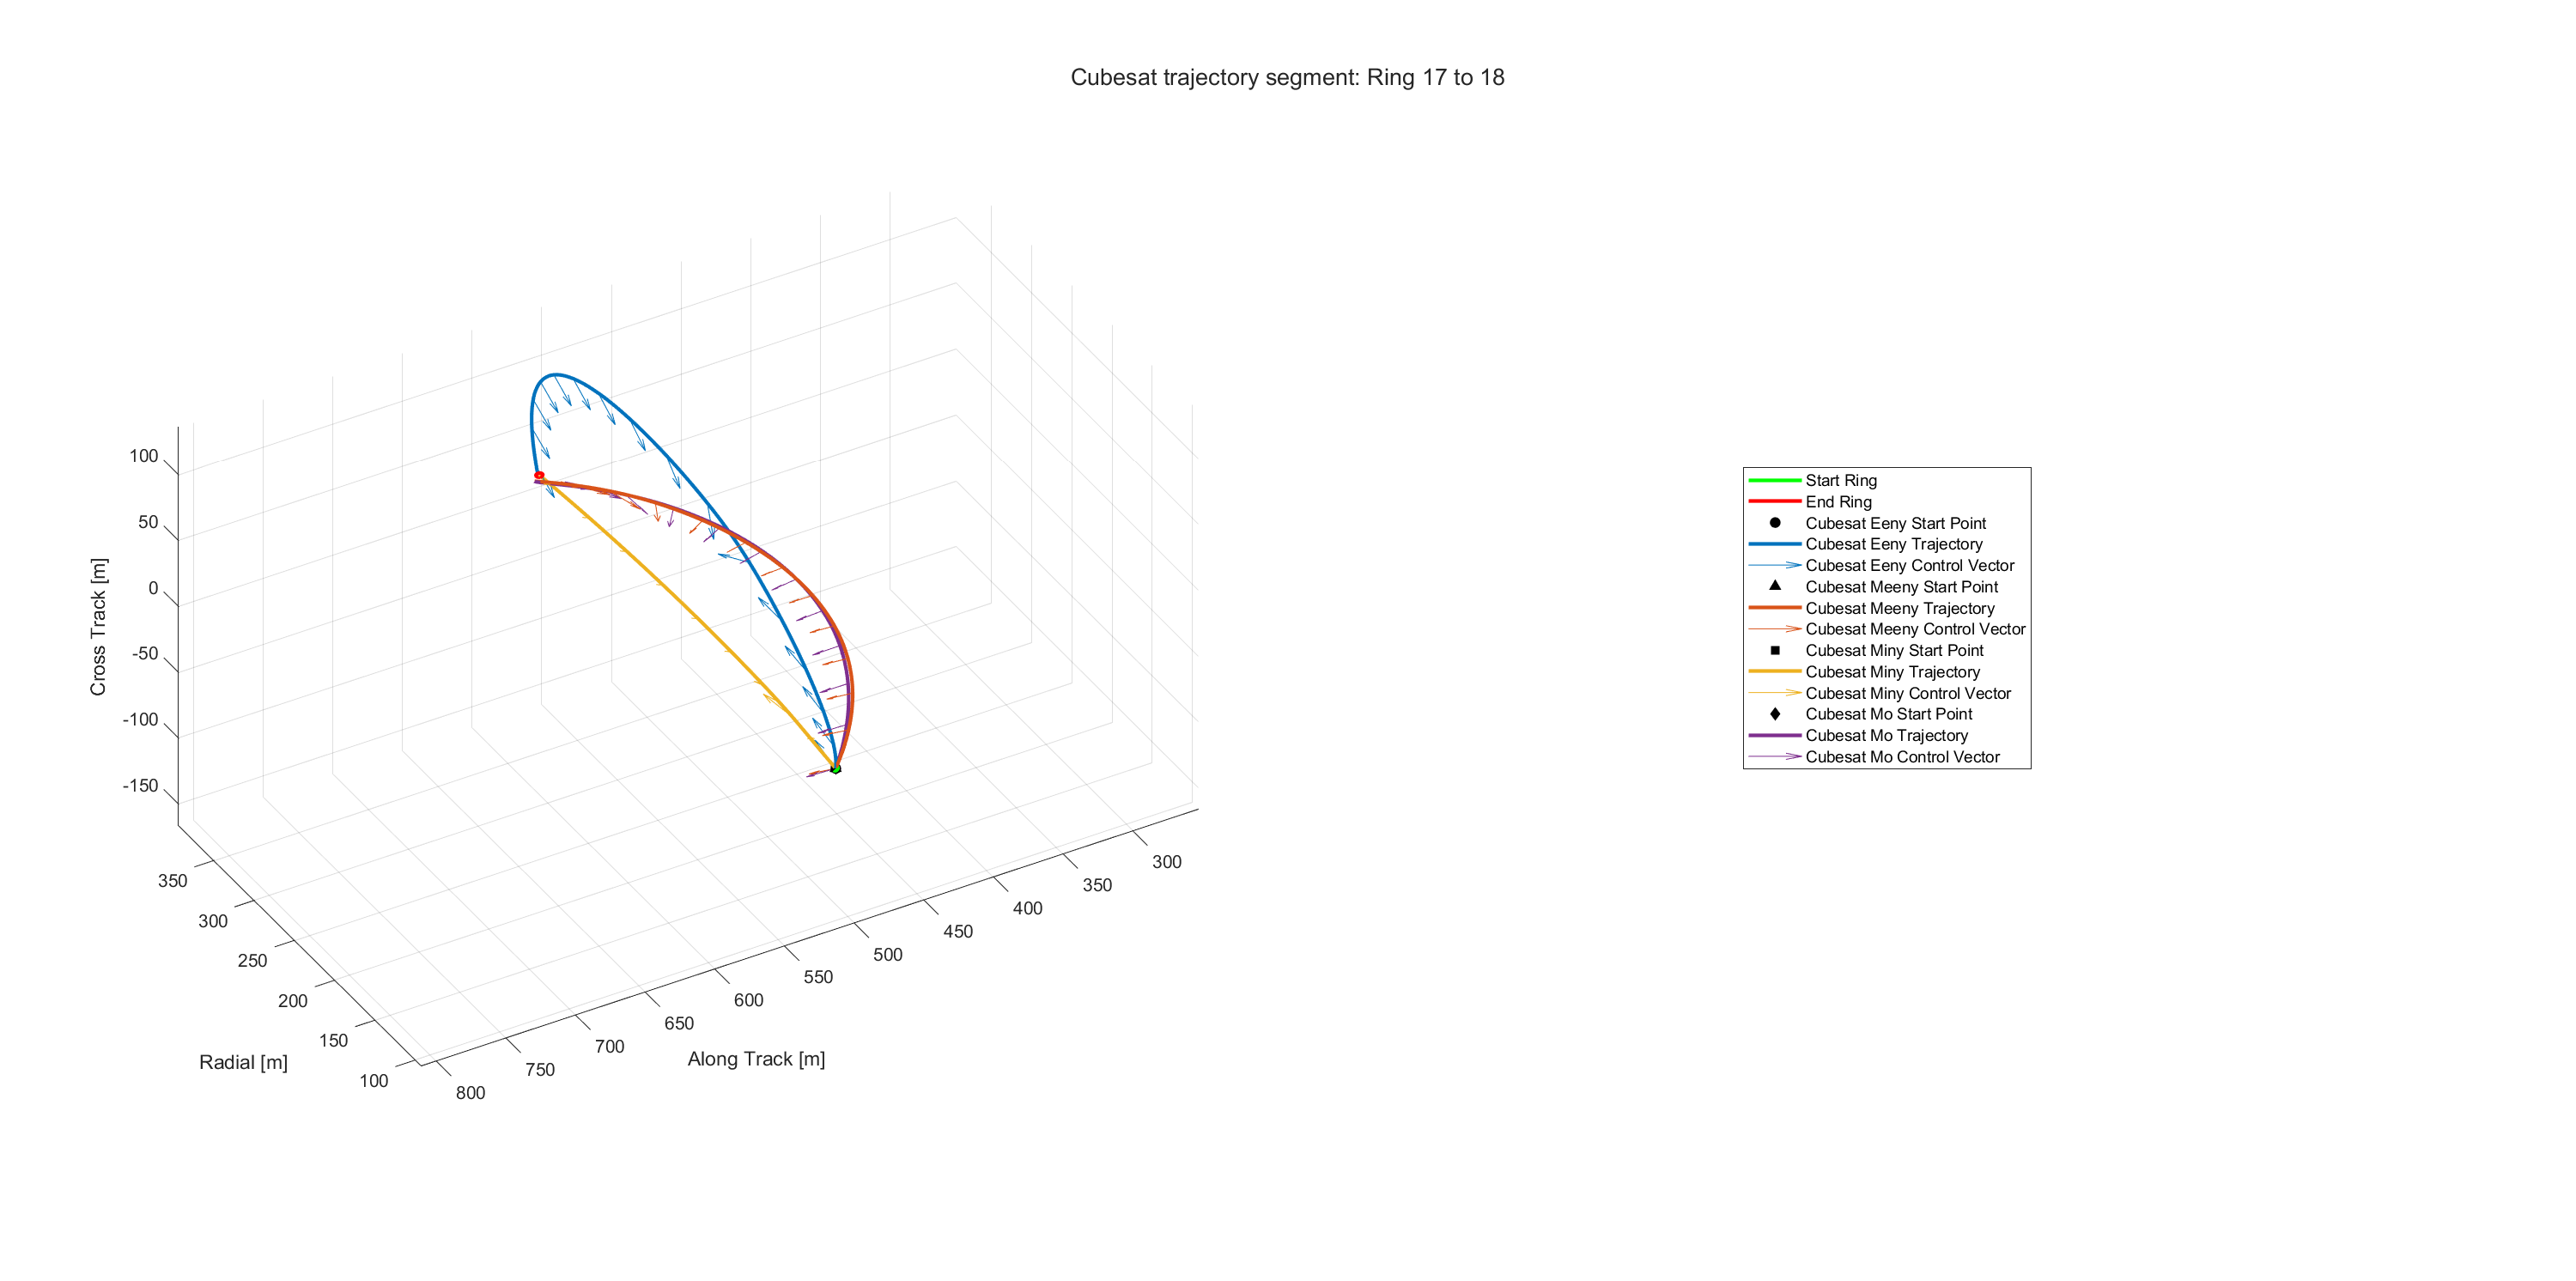 Cubesat trajectory segment: Ring 17 to 18
100
50
0
-50
-100
-150
Cross Track [m]
350
300
250
200
150
100
Radial [m]
800
750
700
650
600
550
500
450
400
350
300
Along Track [m]
Start Ring
End Ring
Cubesat Eeny Start Point
Cubesat Eeny Trajectory
Cubesat Eeny Control Vector
Cubesat Meeny Start Point
Cubesat Meeny Trajectory
Cubesat Meeny Control Vector
Cubesat Miny Start Point
Cubesat Miny Trajectory
Cubesat Miny Control Vector
Cubesat Mo Start Point
Cubesat Mo Trajectory
Cubesat Mo Control Vector